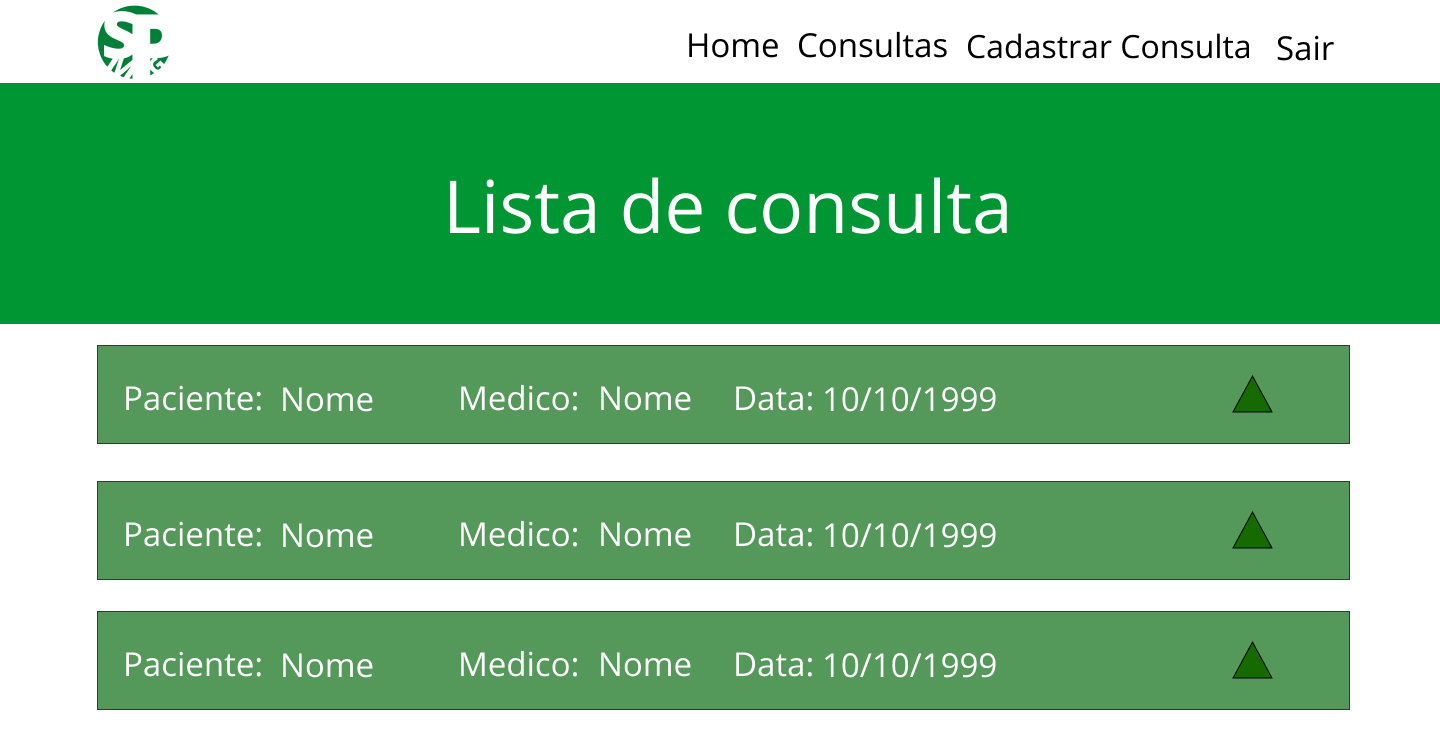 SP
MG
Home Consultas Cadastrar Consulta Sair
Lista de consulta
Paciente: Nome Medico: Nome Data: 10/10/1999
Paciente: Nome Medico: Nome Data: 10/10/1999
Paciente: Nome Medico: Nome Data: 10/10/1999